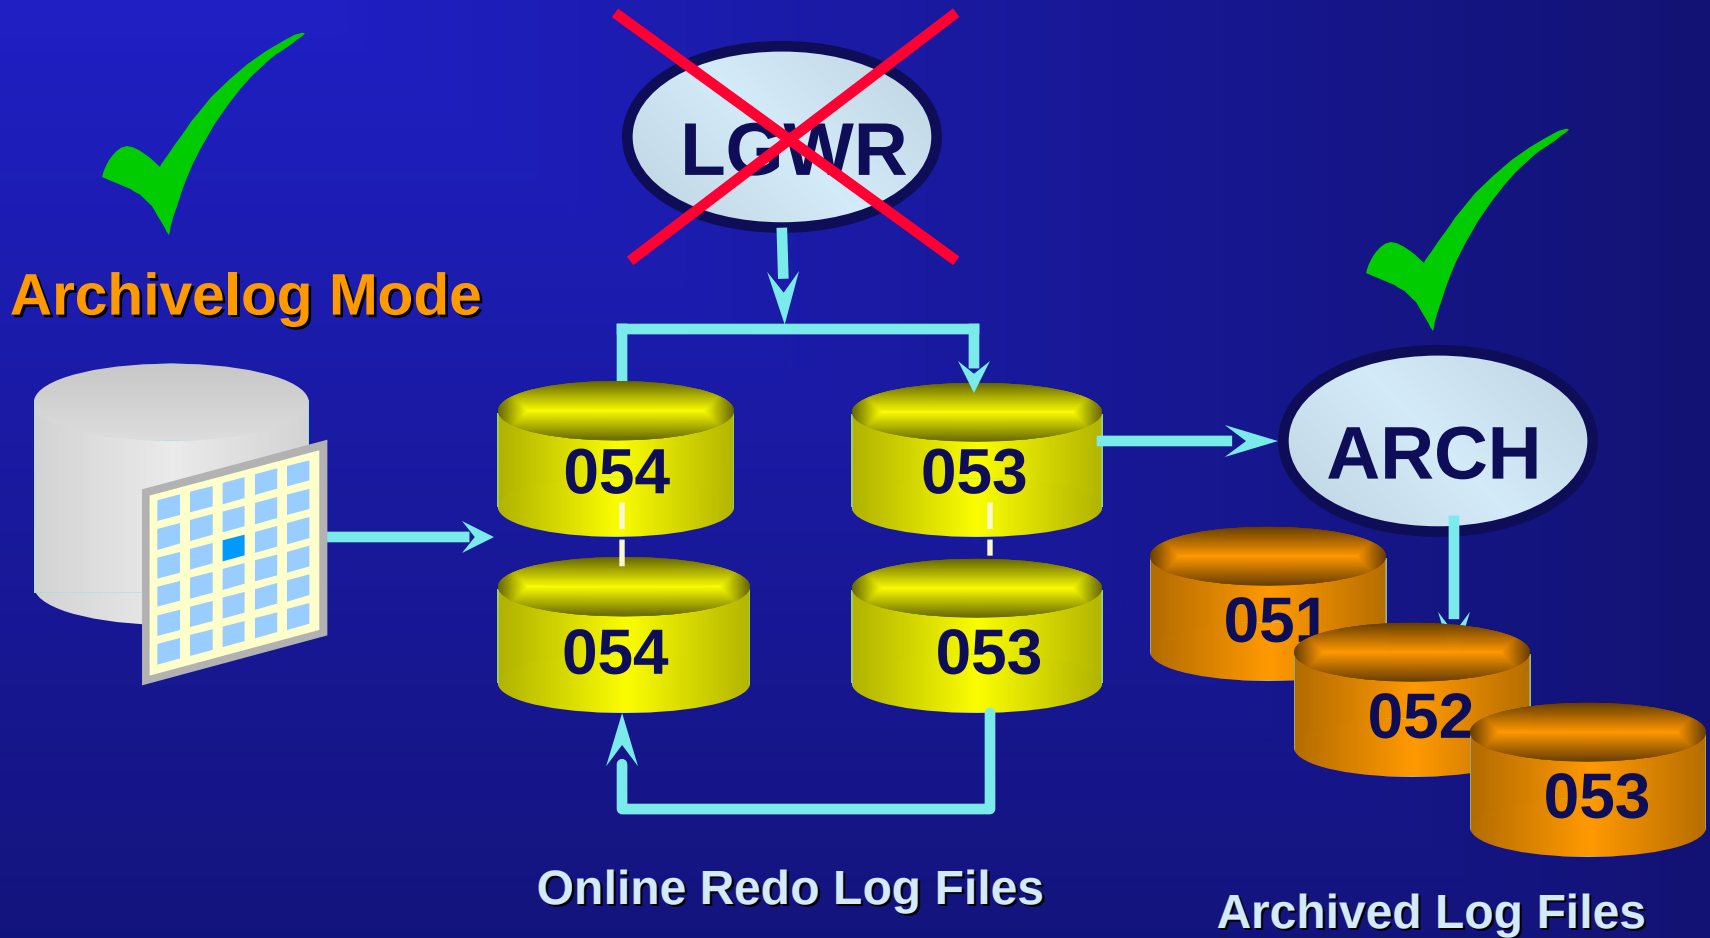 LGWR
Archivelog Mode
054
053
ARCH
054
053
051
052
053
Online Redo Log Files
Archived Log Files